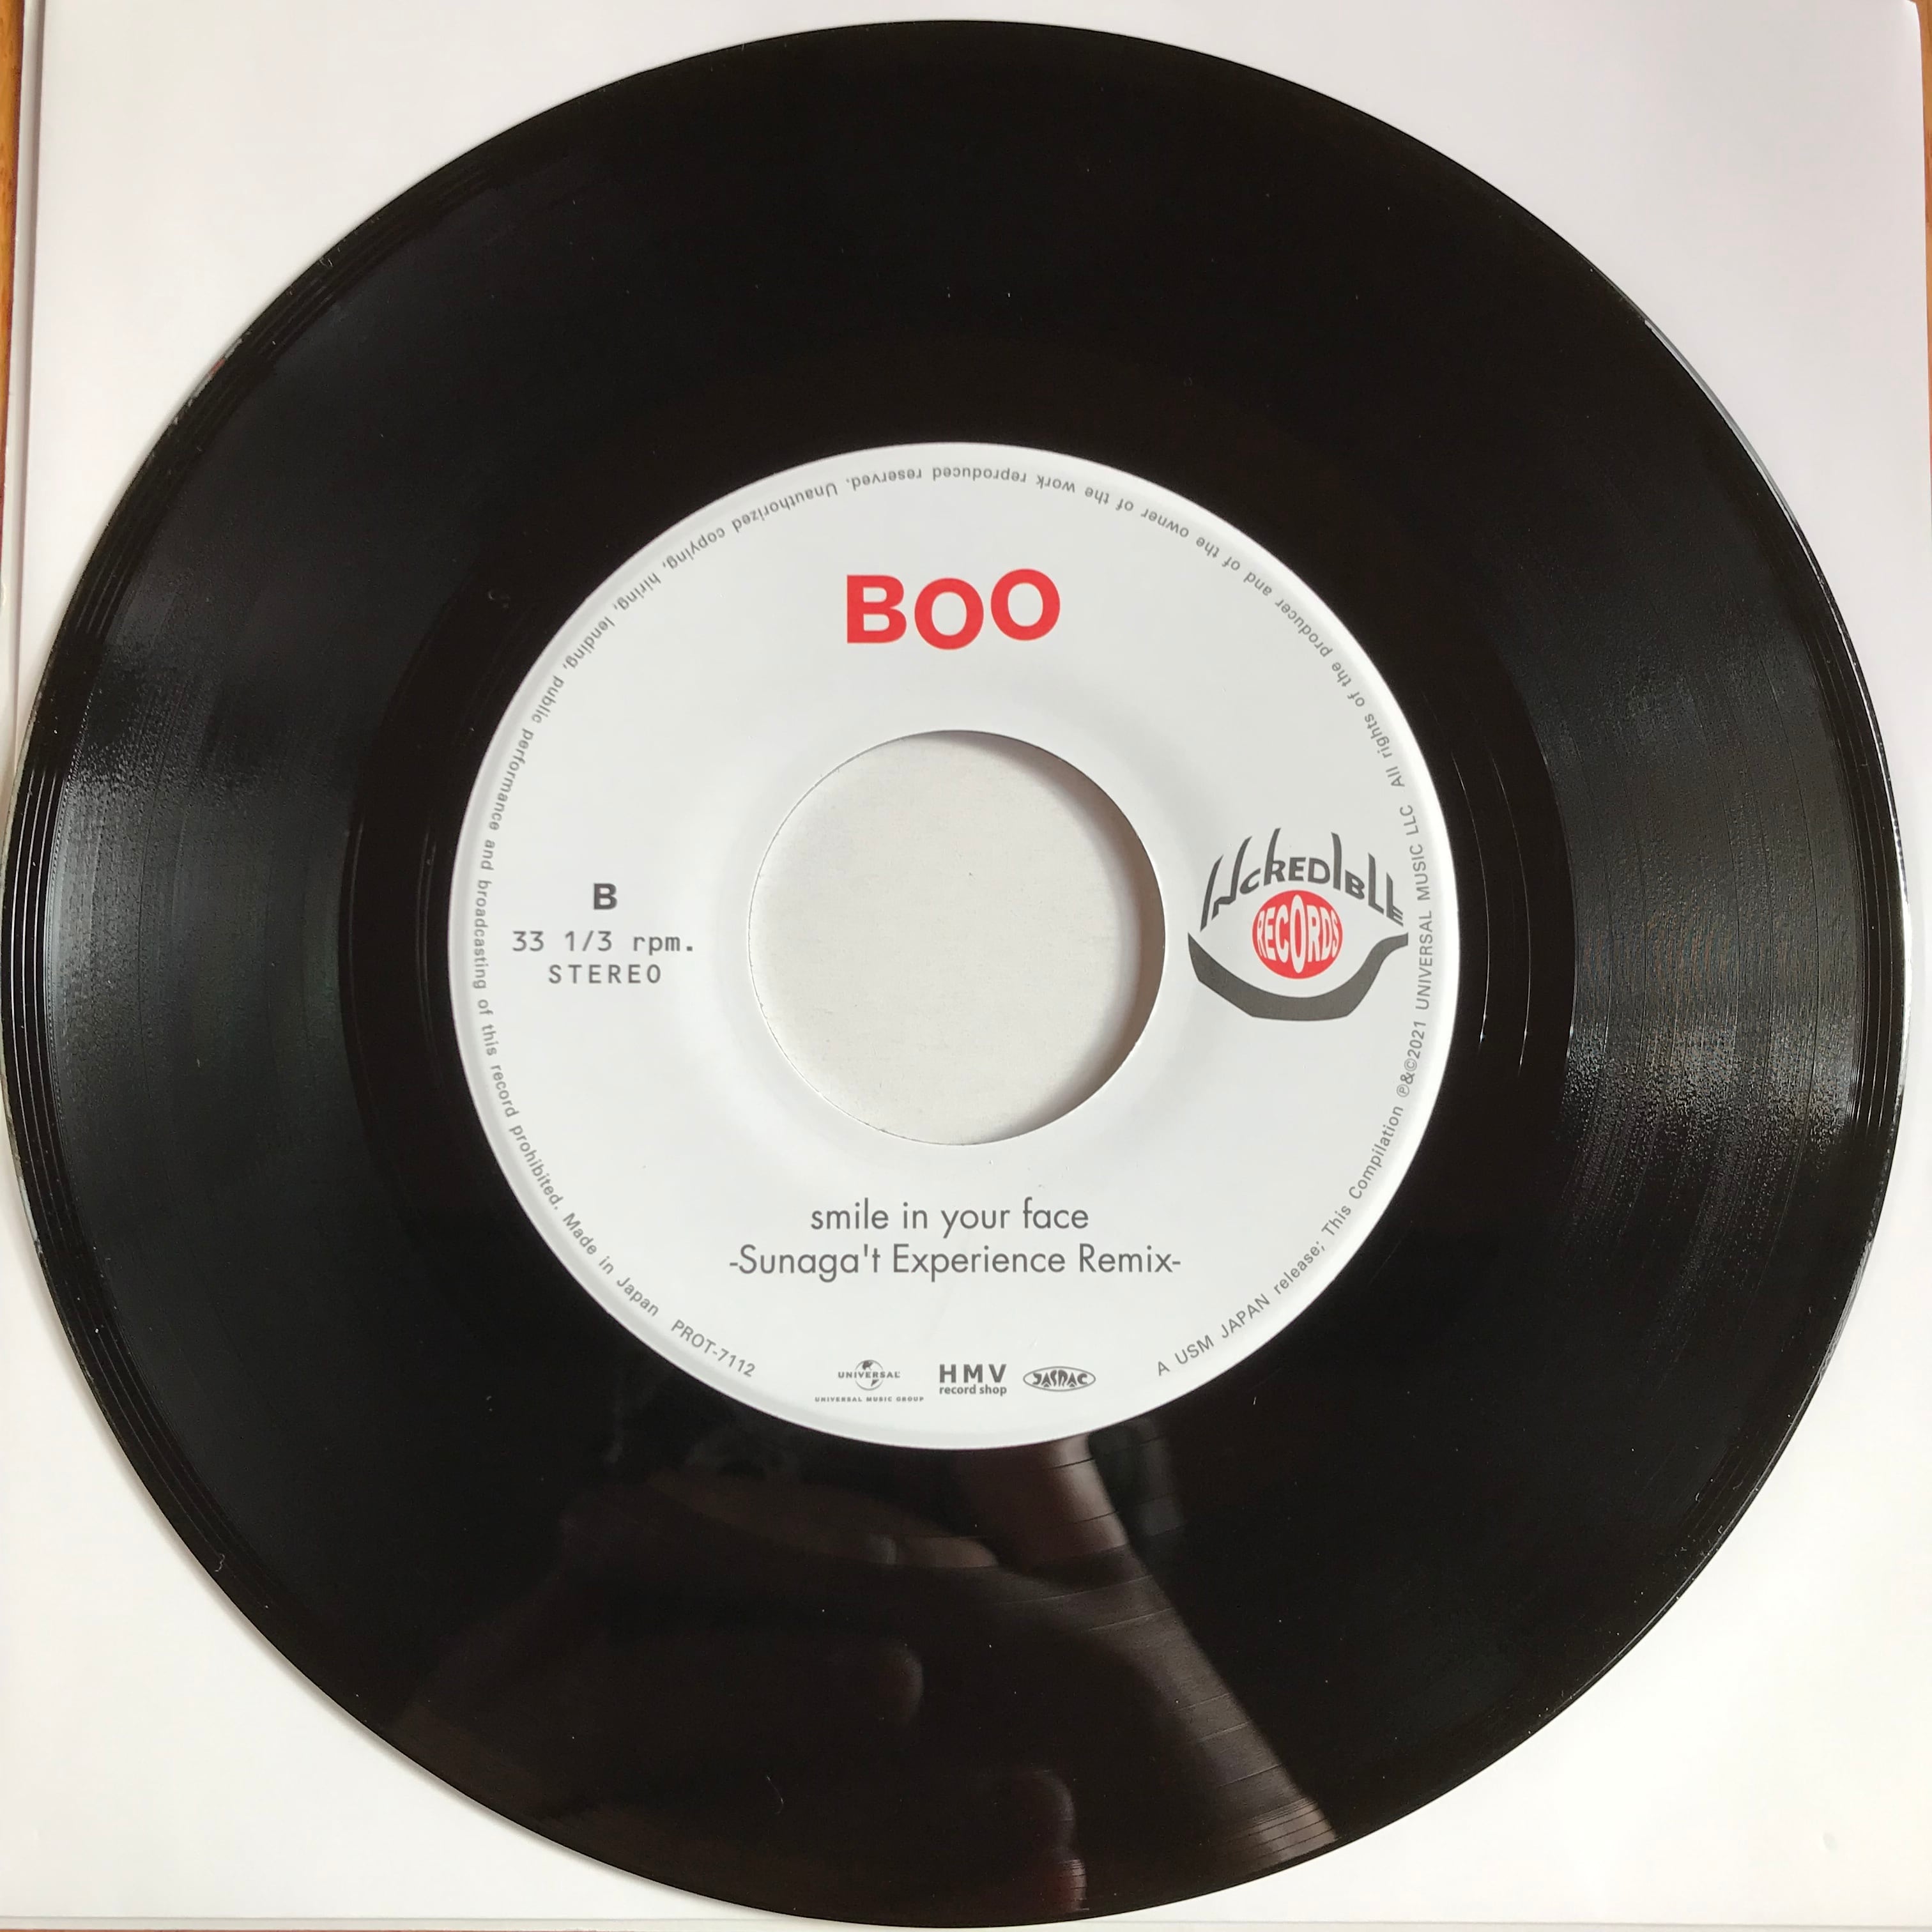 BOO
B
33 1/3 rpm.
STEREO
INCREDIBLE
RECORDS
smile in your face
-Sunaga't Experience Remix-
UNIVERSAL
UNIVERSAL MUSIC GROUP
HMV
record shop
JASRAC
A USM JAPAN release; This Compilation ℗&©2021 UNIVERSAL MUSIC LLC All rights of the producer and of the owner of the work reproduced reserved. Unauthorized copying, hiring, lending, public performance and broadcasting of this record prohibited. Made in Japan PROT-7112